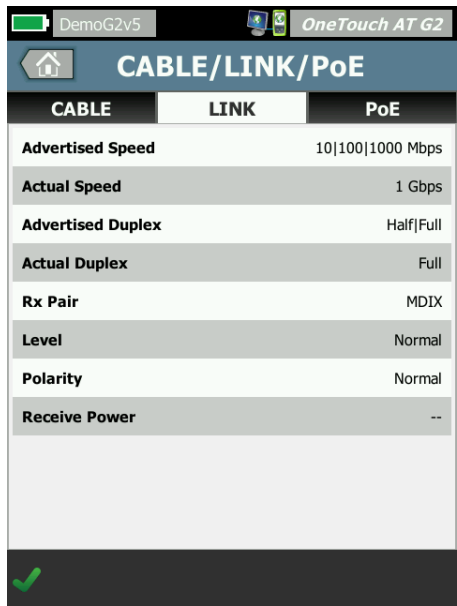 DemoG2v5 OneTouch AT G2
CABLE/LINK/PoE
CABLE LINK PoE
Advertised Speed 10|100|1000 Mbps
Actual Speed 1 Gbps
Advertised Duplex Half|Full
Actual Duplex Full
Rx Pair MDIX
Level Normal
Polarity Normal
Receive Power --